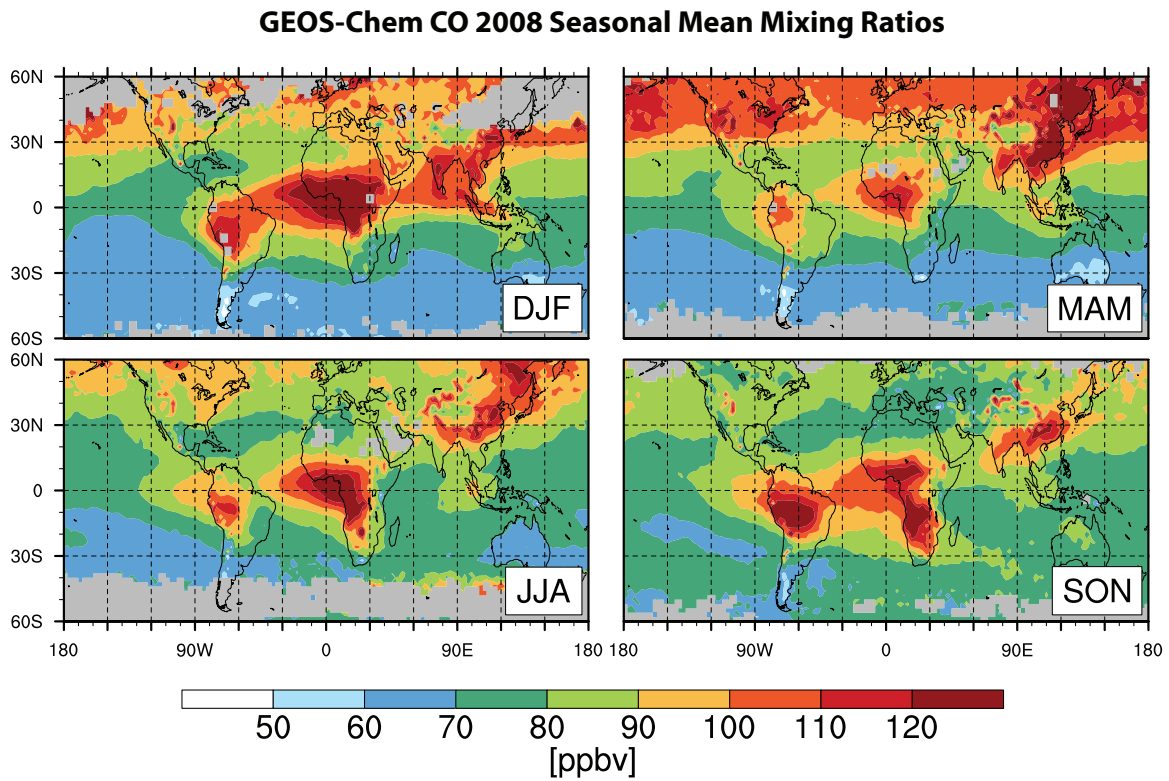 GEOS-Chem CO 2008 Seasonal Mean Mixing Ratios
60N
30N
0
30S
60S
DJF
MAM
60N
30N
0
30S
60S
JJA
SON
180 90W 0 90E 180 180 90W 0 90E 180
50 60 70 80 90 100 110 120
[ppbv]